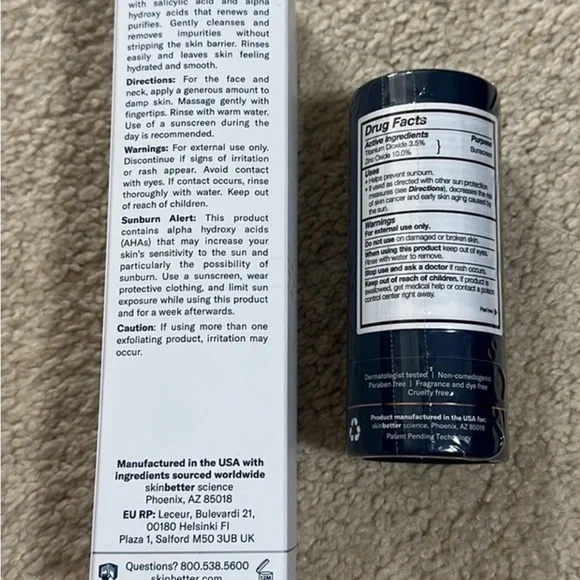 with salicylic acid and alpha
hydroxy acids that renews and
purifies. Gently cleanses and
removes impurities without
stripping the skin barrier. Rinses
easily and leaves skin feeling
hydrated and smooth.
Directions: For the face and
neck, apply a generous amount to
damp skin. Massage gently with
fingertips. Rinse with warm water.
Use of a sunscreen during the
day is recommended.
Warnings: For external use only.
Discontinue if signs of irritation
or rash appear. Avoid contact
with eyes. If contact occurs, rinse
thoroughly with water. Keep out
of reach of children.
Sunburn Alert: This product
contains alpha hydroxy acids
(AHAs) that may increase your
skin's sensitivity to the sun and
particularly the possibility of
sunburn. Use a sunscreen, wear
protective clothing, and limit sun
exposure while using this product
and for a week afterwards.
Caution: If using more than one
exfoliating product, irritation may
occur.
Manufactured in the USA with
ingredients sourced worldwide
skinbetter science
Phoenix, AZ 85018
EU RP: Leceur, Bulevardi 21,
00180 Helsinki FI
Plaza 1, Salford M50 3UB UK
Questions? 800.538.5600
skinbetter.com
12M
Drug Facts
Active Ingredients Purpose
Titanium Dioxide 3.5%
Zinc Oxide 10.0% } Sunscreen
Uses
• Helps prevent sunburn.
• If used as directed with other sun protection
measures (see Directions), decreases the risk
of skin cancer and early skin aging caused by
the sun.
Warnings
For external use only.
Do not use on damaged or broken skin.
When using this product keep out of eyes.
Rinse with water to remove.
Stop use and ask a doctor if rash occurs.
Keep out of reach of children. If product is
swallowed, get medical help or contact a poison
control center right away.
Peel here
Dermatologist tested | Non-comedogenic
Paraben free | Fragrance and dye free
Cruelty free
Product manufactured in the USA for:
skinbetter science, Phoenix, AZ 85018
Patent Pending Technology